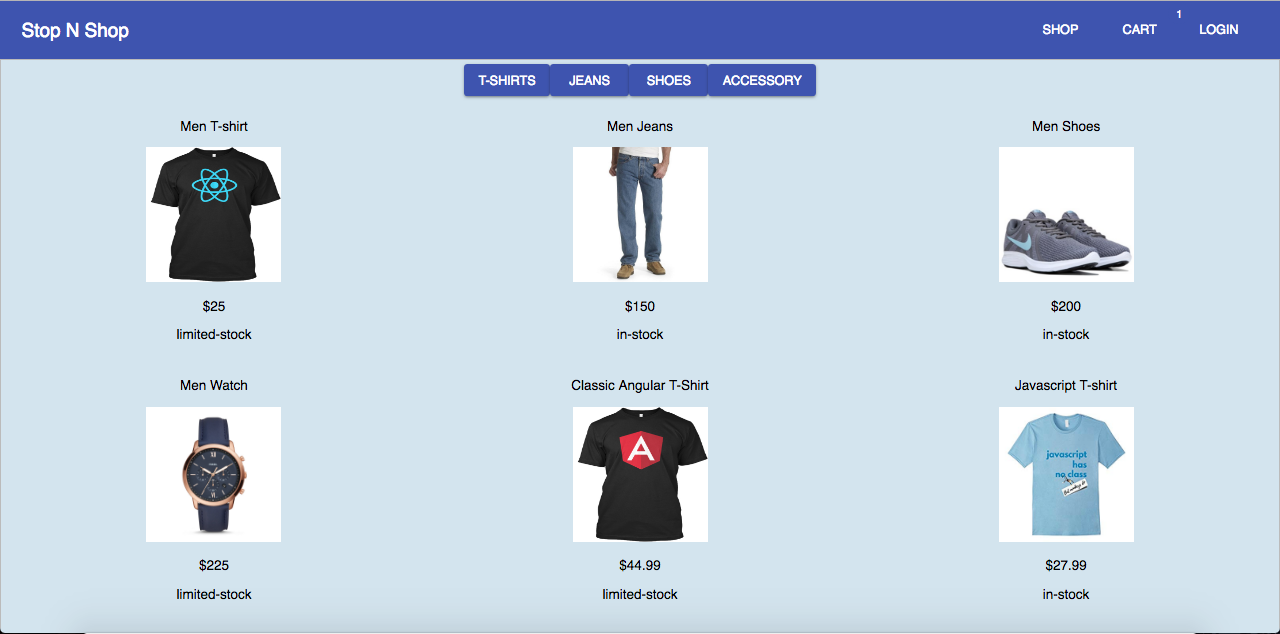 Stop N Shop
SHOP
CART
1
LOGIN
T-SHIRTS
JEANS
SHOES
ACCESSORY
Men T-shirt
Men Jeans
Men Shoes
$25
$150
$200
limited-stock
in-stock
in-stock
Men Watch
Classic Angular T-Shirt
Javascript T-shirt
A
javascript
has
no class
$225
$44.99
$27.99
limited-stock
limited-stock
in-stock